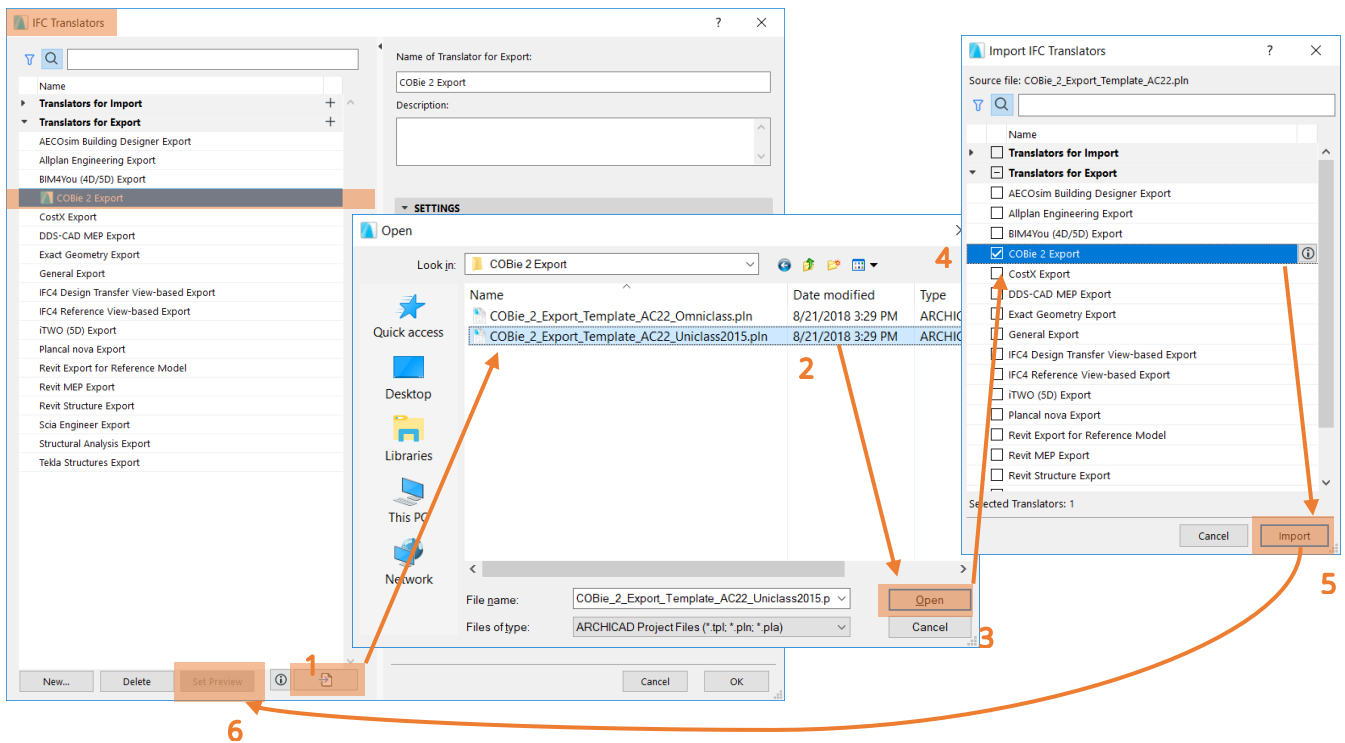 IFC Translators
?
Name
Translators for Import
Translators for Export
AECOsim Building Designer Export
Allplan Engineering Export
BIM4You (4D/5D) Export
COBie 2 Export
CostX Export
DDS-CAD MEP Export
Exact Geometry Export
General Export
IFC4 Design Transfer View-based Export
IFC4 Reference View-based Export
iTWO (5D) Export
Plancal nova Export
Revit Export for Reference Model
Revit MEP Export
Revit Structure Export
Scia Engineer Export
Structural Analysis Export
Tekla Structures Export
New...
Delete
Set Preview
1
6
Name of Translator for Export:
COBie 2 Export
Description:
SETTINGS
Cancel
OK
Open
Look in:
COBie 2 Export
4
Quick access
Desktop
Libraries
This PC
Network
Name
Date modified
Type
COBie_2_Export_Template_AC22_Omniclass.pln
8/21/2018 3:29 PM
ARCHIC
COBie_2_Export_Template_AC22_Uniclass2015.pln
8/21/2018 3:29 PM
ARCHIC
2
File name:
COBie_2_Export_Template_AC22_Uniclass2015.p
Open
Files of type:
ARCHICAD Project Files (*.tpl; *.pln; *.pla)
Cancel
3
Import IFC Translators
?
Source file: COBie_2_Export_Template_AC22.pln
Name
Translators for Import
Translators for Export
AECOsim Building Designer Export
Allplan Engineering Export
BIM4You (4D/5D) Export
COBie 2 Export
CostX Export
DDS-CAD MEP Export
Exact Geometry Export
General Export
IFC4 Design Transfer View-based Export
IFC4 Reference View-based Export
iTWO (5D) Export
Plancal nova Export
Revit Export for Reference Model
Revit MEP Export
Revit Structure Export
Selected Translators: 1
Cancel
Import
5